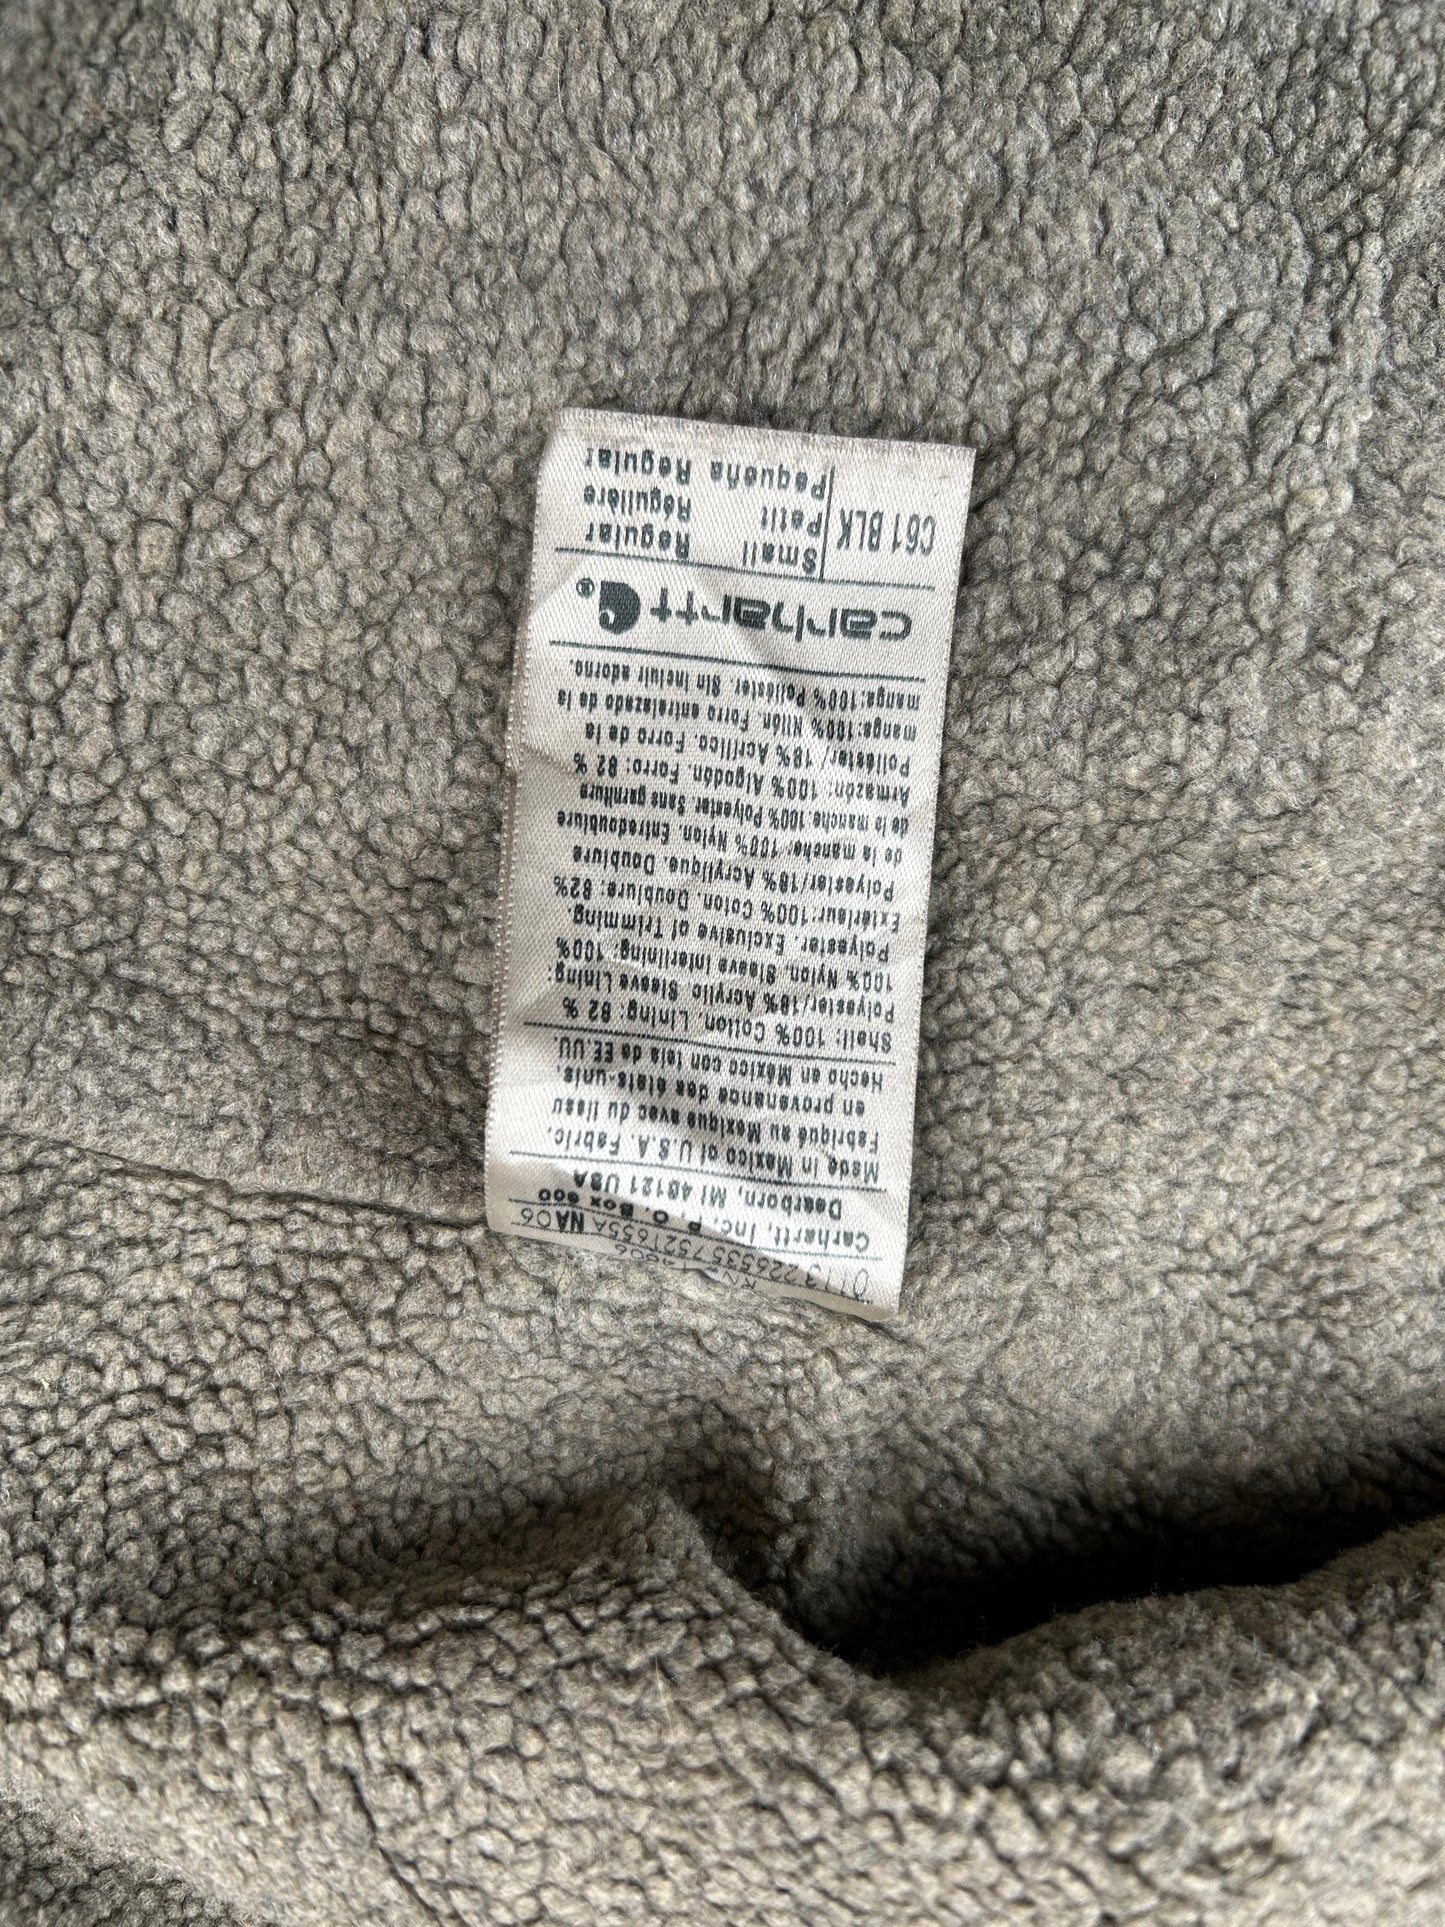 C61 BLK
Small Regular
Petit Régulière
Pequeña Regular
carhartt ®
Shell: 100% Cotton. Lining: 82 %
Polyester/18% Acrylic. Sleeve Lining:
100% Nylon. Sleeve Interlining: 100%
Polyester. Exclusive of Trimming.
Extérieur:100% Coton. Doublure: 82%
Polyester/18% Acryllque. Doublure
de la manche: 100% Nylon. Entredoublure
de la manche 100% Polyester. Sans garniture
Armazón: 100% Algodón. Forro: 82 %
Poliéster/ 18% Acrílico. Forro de la
manga:100% Nilón. Forro entrelazado de la
manga:100% Poliéster. Sin incluir adorno.
Made in Mexico of U.S.A. Fabric.
Fabriqué au Mexique avec du tissu
en provenance des états-unis.
Hecho en México con tela de EE.UU.
Carhartt, Inc. P. O. Box 600
Dearborn, MI 48121 USA
NA06